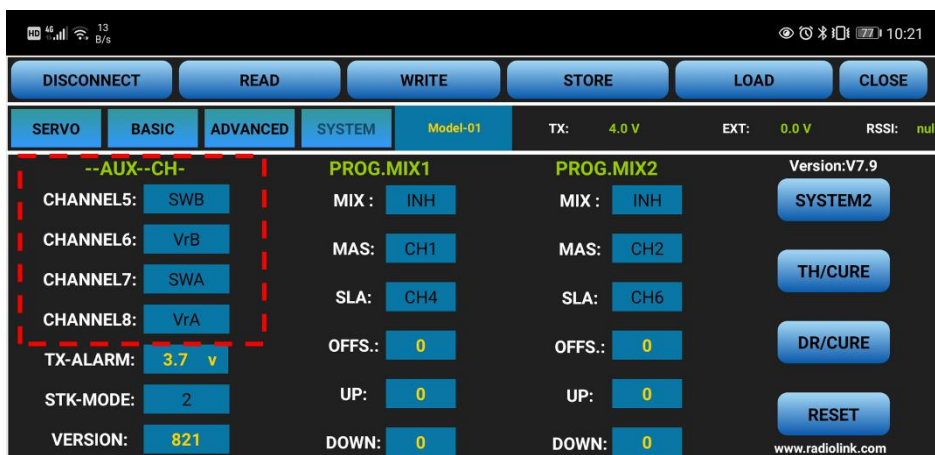 HD 4G 13 B/s 77 10:21
DISCONNECT READ WRITE STORE LOAD CLOSE
SERVO BASIC ADVANCED SYSTEM Model-01 TX: 4.0 V EXT: 0.0 V RSSI: nul
--AUX--CH- PROG.MIX1 PROG.MIX2 Version:V7.9
CHANNEL5: SWB MIX : INH MIX : INH SYSTEM2
CHANNEL6: VrB MAS: CH1 MAS: CH2
CHANNEL7: SWA SLA: CH4 SLA: CH6 TH/CURE
CHANNEL8: VrA OFFS.: 0 OFFS.: 0 DR/CURE
TX-ALARM: 3.7 v
STK-MODE: 2 UP: 0 UP: 0 RESET
VERSION: 821 DOWN: 0 DOWN: 0 www.radiolink.com